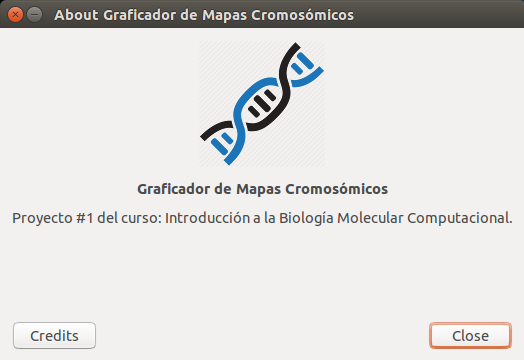 About Graficador de Mapas Cromosómicos
Graficador de Mapas Cromosómicos
Proyecto #1 del curso: Introducción a la Biología Molecular Computacional.
Credits
Close